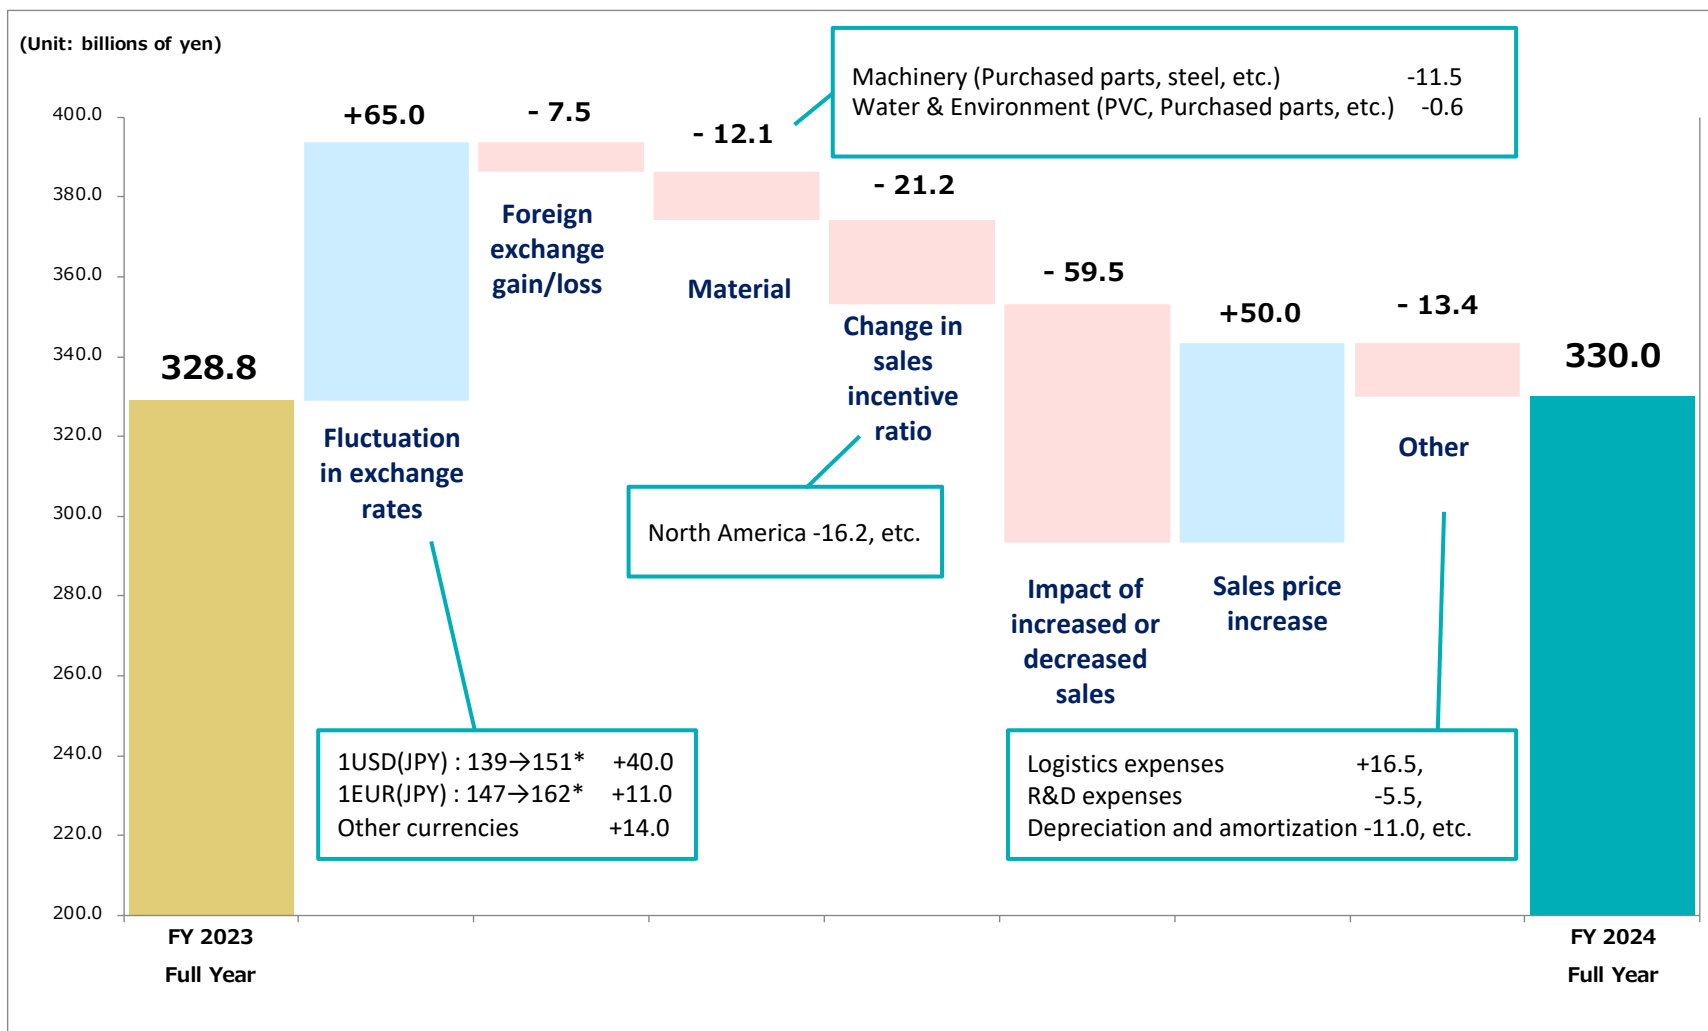 (Unit: billions of yen)
Machinery (Purchased parts, steel, etc.) -11.5
Water & Environment (PVC, Purchased parts, etc.) -0.6
400.0
380.0
360.0
340.0
320.0
300.0
280.0
260.0
240.0
220.0
200.0
328.8
+65.0
Fluctuation
in exchange
rates
1USD(JPY) : 139→151* +40.0
1EUR(JPY) : 147→162* +11.0
Other currencies +14.0
- 7.5
Foreign
exchange
gain/loss
- 12.1
Material
- 21.2
Change in
sales
incentive
ratio
North America -16.2, etc.
- 59.5
Impact of
increased or
decreased
sales
+50.0
Sales price
increase
- 13.4
Other
Logistics expenses +16.5,
R&D expenses -5.5,
Depreciation and amortization -11.0, etc.
330.0
FY 2023
Full Year
FY 2024
Full Year